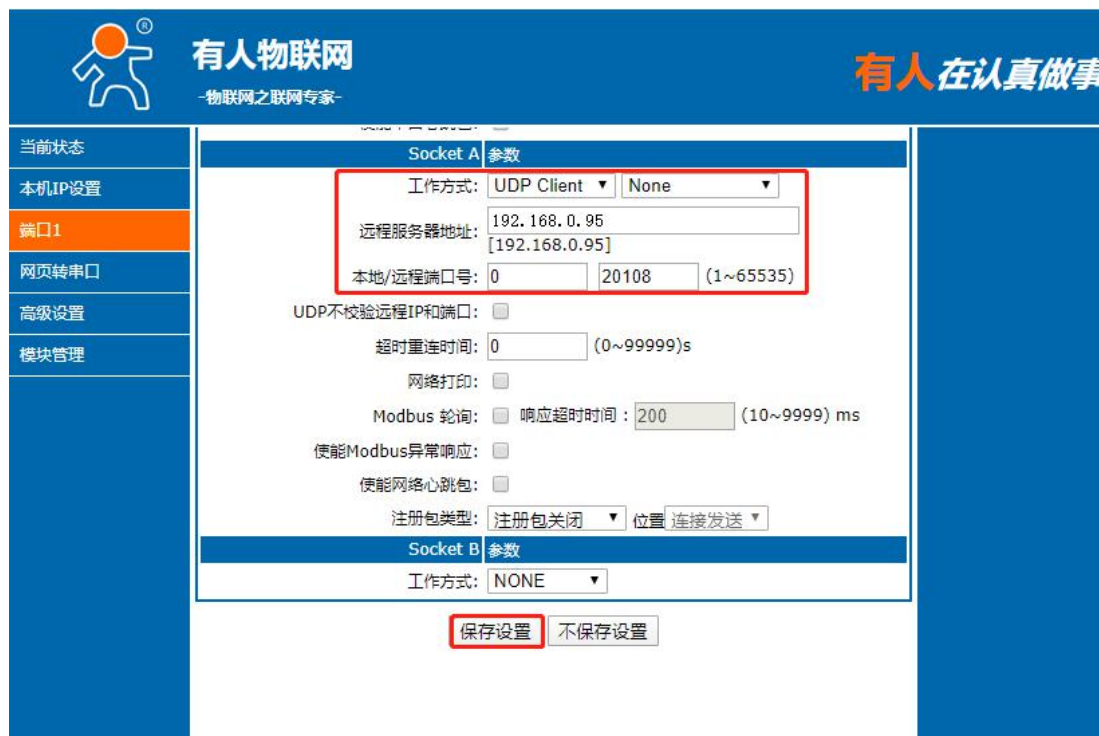 ®
有人物联网
-物联网之联网专家-
有人在认真做事
当前状态
本机IP设置
端口1
网页转串口
高级设置
模块管理
Socket A 参数
工作方式: UDP Client None
远程服务器地址: 192.168.0.95
[192.168.0.95]
本地/远程端口号: 0 20108 (1~65535)
UDP不校验远程IP和端口:
超时重连时间: 0 (0~99999)s
网络打印:
Modbus 轮询: 响应超时时间 : 200 (10~9999) ms
使能Modbus异常响应:
使能网络心跳包:
注册包类型: 注册包关闭 位置 连接发送
Socket B 参数
工作方式: NONE
保存设置 不保存设置